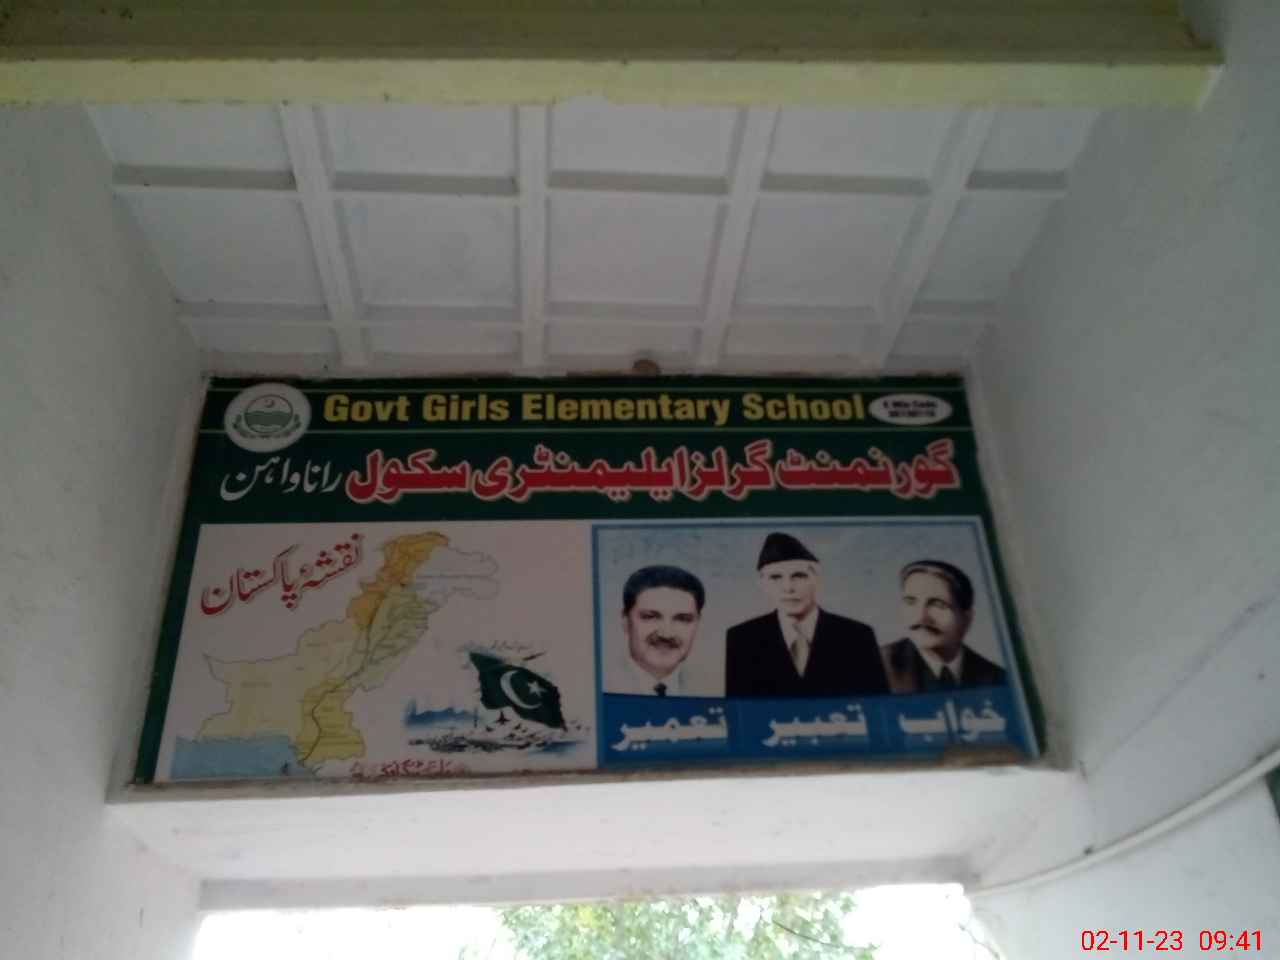 Govt Girls Elementary School
گورنمنٹ گرلز ایلیمنٹری سکول رانا واہن
نقشۂ پاکستان
خواب تعبیر تعمیر
02-11-23 09:41